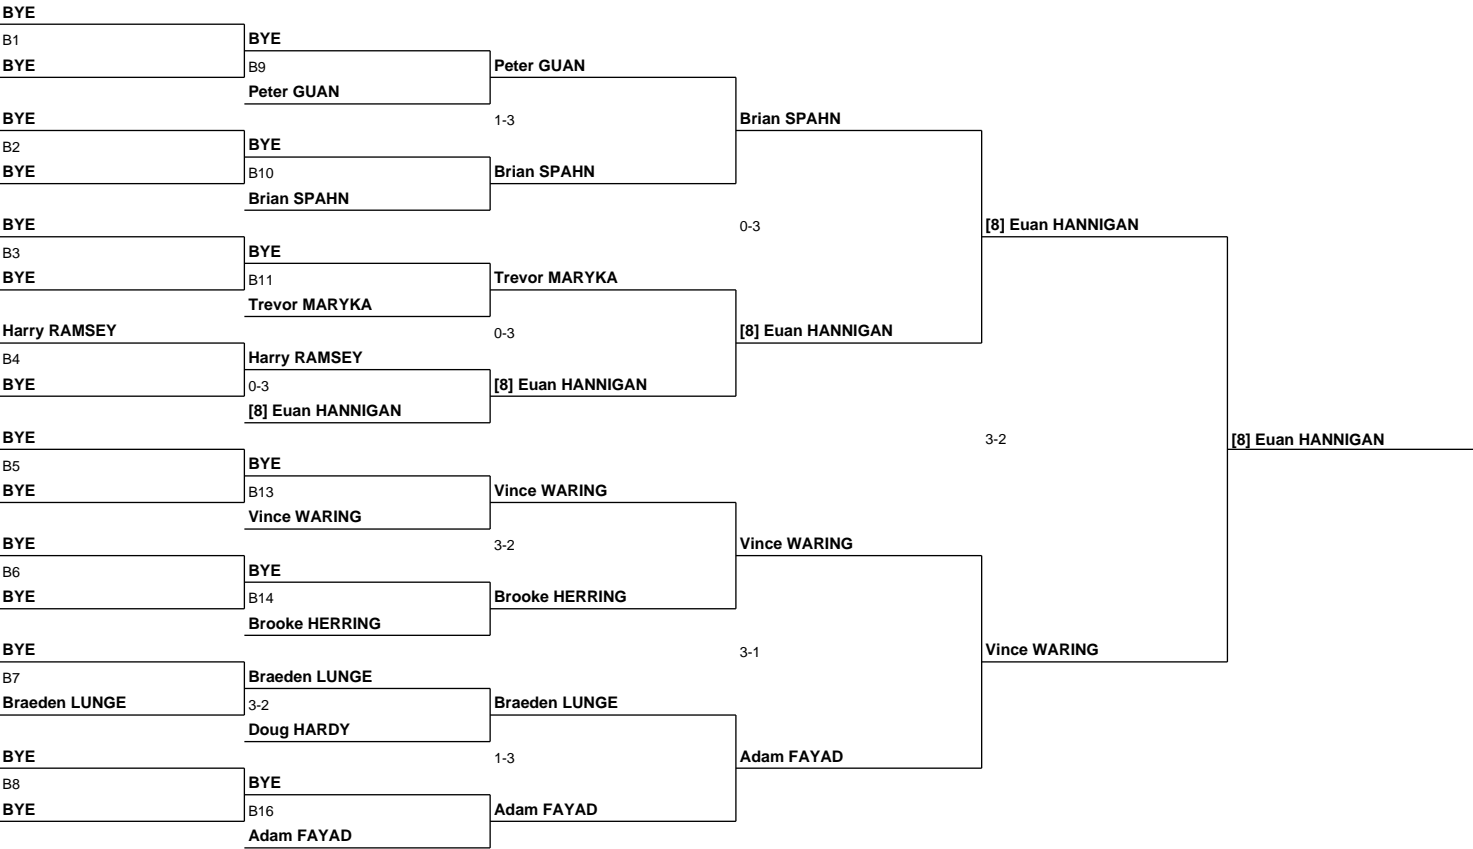 BYE
B1
BYE
BYE
B9
Peter GUAN
Peter GUAN
BYE
B2
BYE
1-3
Brian SPAHN
BYE
B10
Brian SPAHN
Brian SPAHN
BYE
B3
BYE
0-3
[8] Euan HANNIGAN
BYE
B11
Trevor MARYKA
Trevor MARYKA
Harry RAMSEY
B4
BYE
0-3
[8] Euan HANNIGAN
Harry RAMSEY
0-3
[8] Euan HANNIGAN
[8] Euan HANNIGAN
BYE
B5
BYE
3-2
[8] Euan HANNIGAN
BYE
B13
Vince WARING
Vince WARING
BYE
B6
BYE
3-2
Vince WARING
BYE
B14
Brooke HERRING
Brooke HERRING
BYE
B7
Braeden LUNGE
3-1
Vince WARING
Braeden LUNGE
3-2
Doug HARDY
Braeden LUNGE
BYE
B8
BYE
1-3
Adam FAYAD
BYE
B16
Adam FAYAD
Adam FAYAD